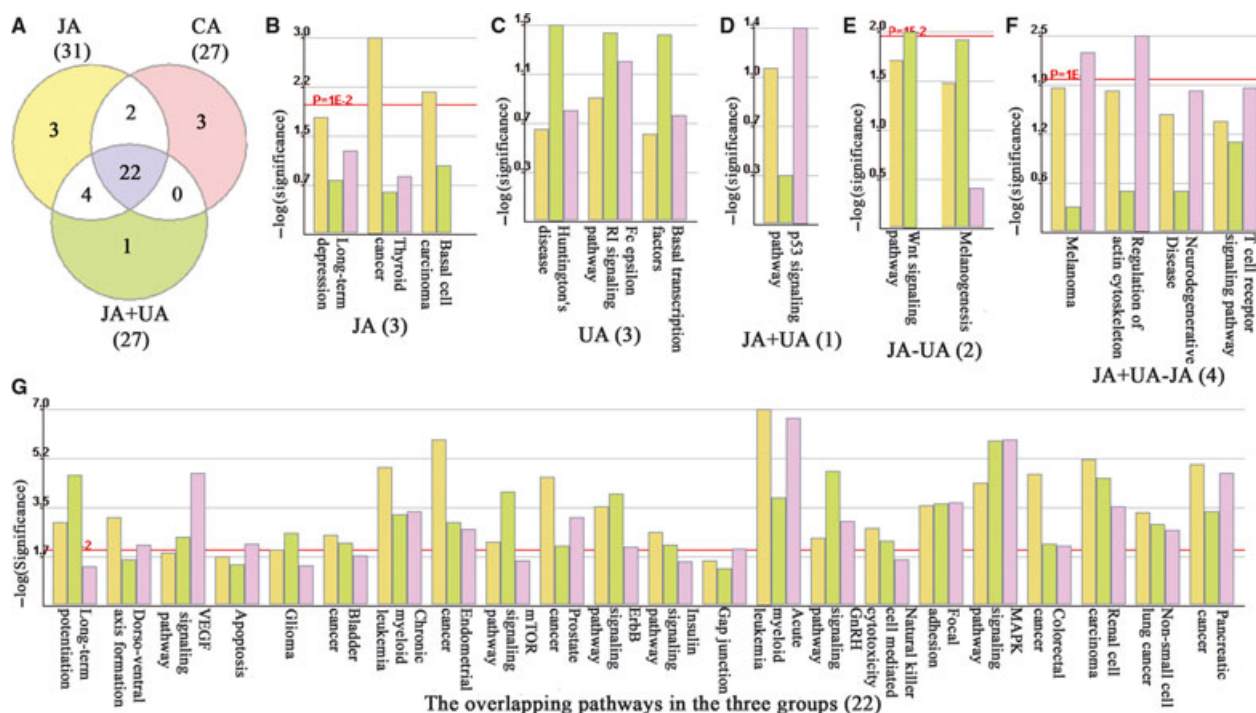 A
JA
(31)
CA
(27)
3
2
3
22
4
0
1
JA+UA
(27)
B
3.0
2.2
1.5
0.7
P=1E-2
−log(significance)
Long-term
depression
Thyroid
cancer
Basal cell
carcinoma
JA (3)
C
1.5
1.1
0.7
0.3
−log(significance)
Huntington's
disease
Fc epsilon
RI signaling
pathway
Basal transcription
factors
UA (3)
D
1.4
1.0
0.7
0.3
−log(significance)
p53 signaling
pathway
JA+UA (1)
E
2.0
P=1E-2
1.5
1.0
0.5
−log(significance)
Wnt signaling
pathway
Melanogenesis
JA-UA (2)
F
2.5
1.9
P=1E
1.2
0.6
−log(significance)
Melanoma
Regulation of
actin cytoskeleton
Neurodegenerative
Disease
T cell receptor
signaling pathway
JA+UA-JA (4)
G
7.0
5.2
3.5
1.7
-2
−log(Significance)
Long-term
potentiation
Dorso-ventral
axis formation
VEGF
signaling
pathway
Apoptosis
Glioma
Bladder
cancer
Chronic
myeloid
leukemia
Endometrial
cancer
mTOR
signaling
pathway
Prostate
cancer
ErbB
signaling
pathway
Insulin
signaling
pathway
Gap junction
Acute
myeloid
leukemia
GnRH
signaling
pathway
Natural killer
cell mediated
cytotoxicity
Focal
adhesion
MAPK
signaling
pathway
Colorectal
cancer
Renal cell
carcinoma
Non-small cell
lung cancer
Pancreatic
cancer
The overlapping pathways in the three groups (22)